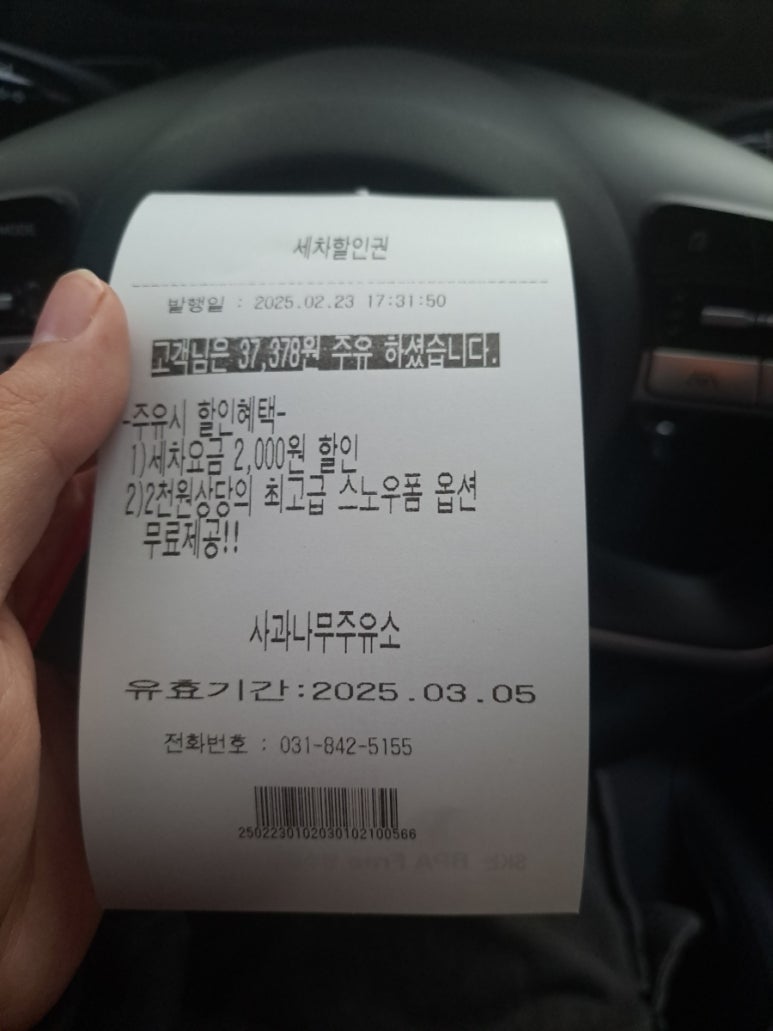 세차할인권
발행일 : 2025.02.23 17:31:50
고객님은 37,378원 주유 하셨습니다.
-주유시 할인혜택-
1)세차요금 2,000원 할인
2)2천원상당의 최고급 스노우폼 옵션
무료제공!!
사과나무주유소
유효기간:2025.03.05
전화번호 : 031-842-5155
2502230102030102100566
MODE